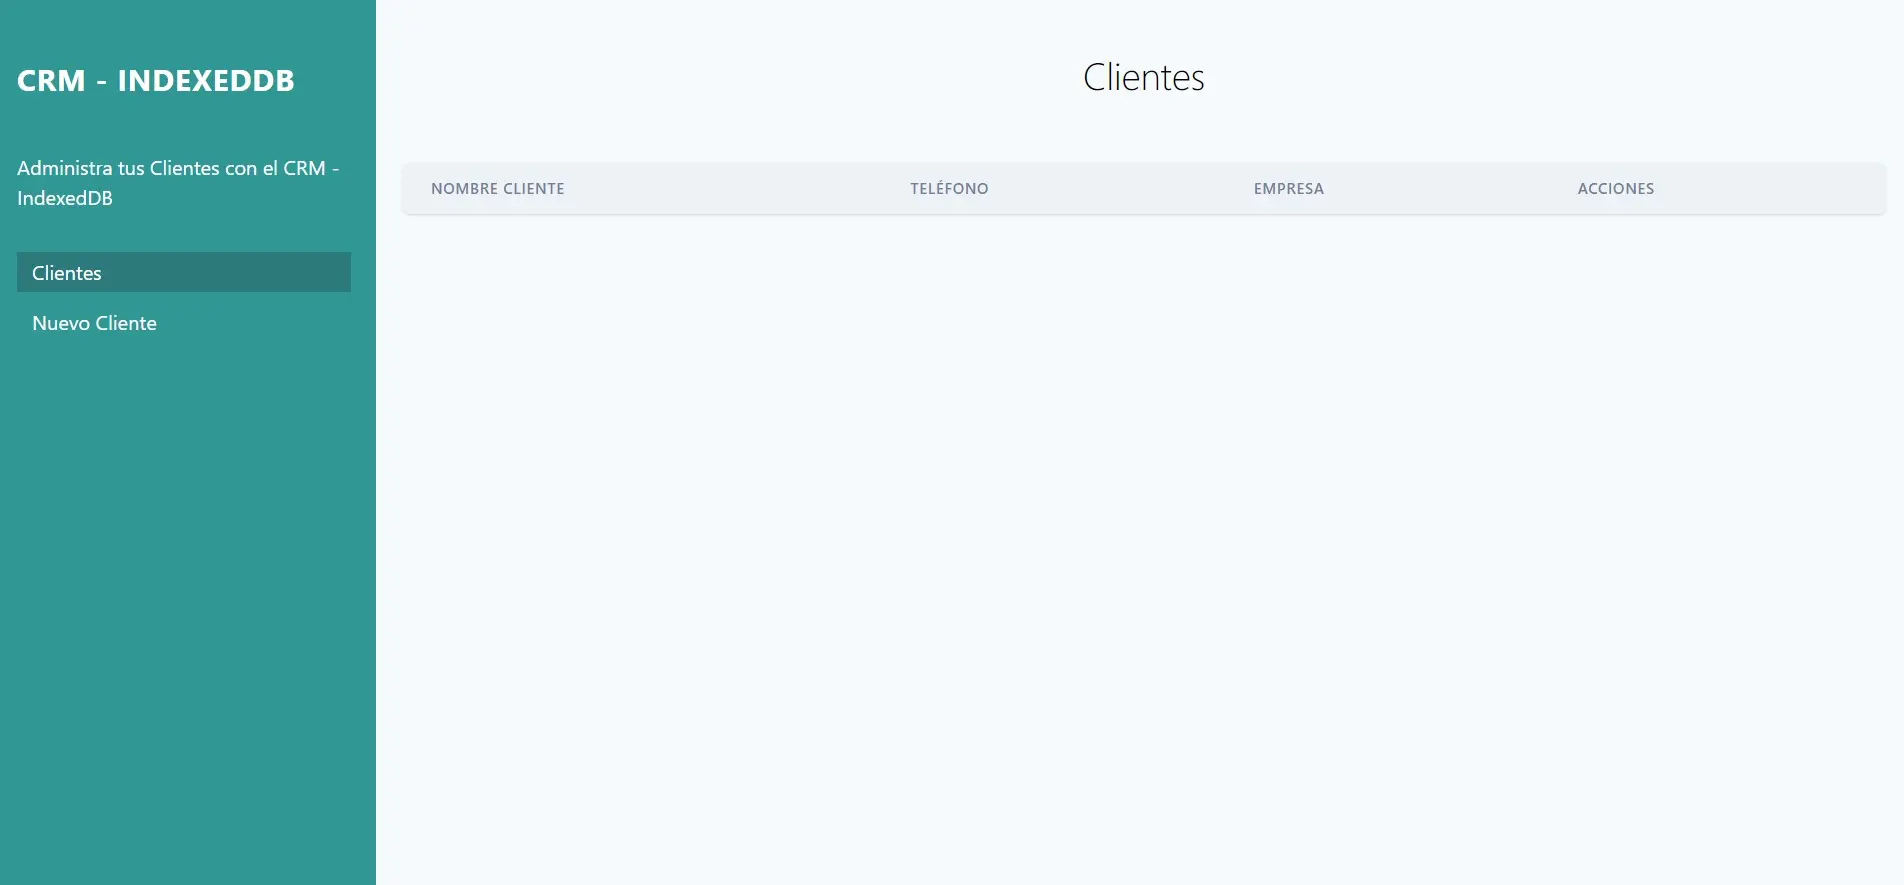 CRM - INDEXEDDB
Administra tus Clientes con el CRM -
IndexedDB
Clientes
Nuevo Cliente
Clientes
NOMBRE CLIENTE TELÉFONO EMPRESA ACCIONES